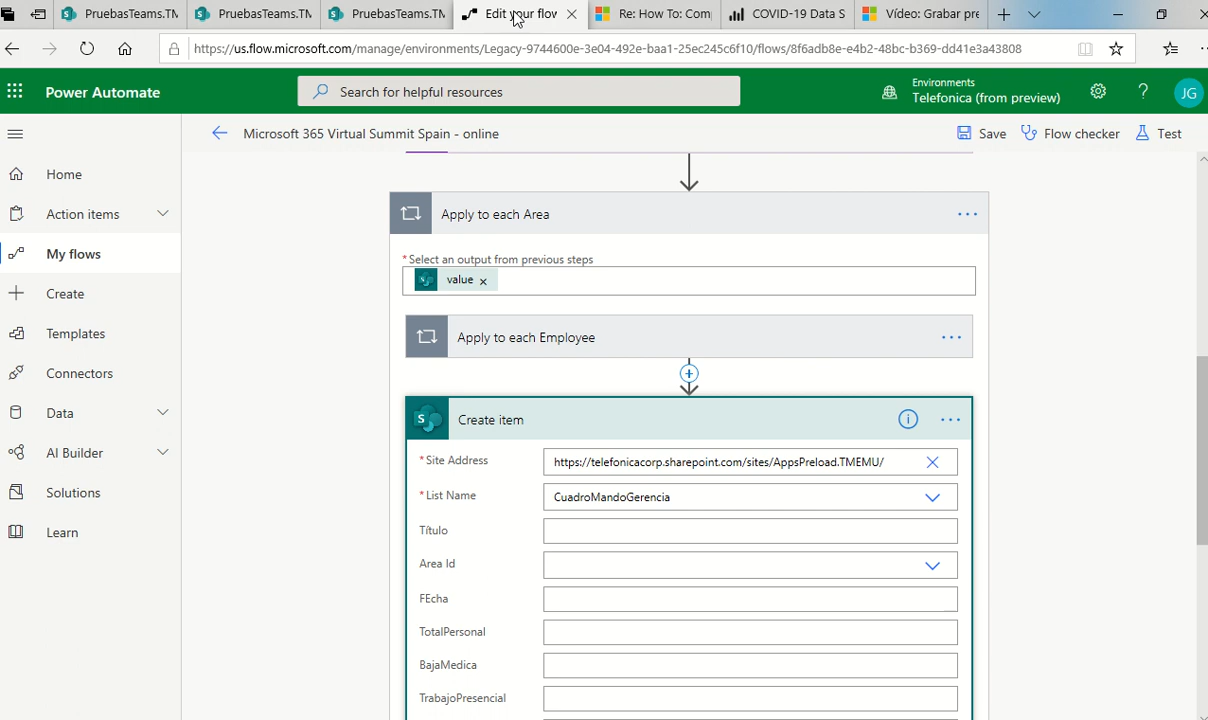 PruebasTeams.TM
PruebasTeams.TM
PruebasTeams.TM
Edit your flow
Re: How To: Com
COVID-19 Data S
Vídeo: Grabar pre
https://us.flow.microsoft.com/manage/environments/Legacy-9744600e-3e04-492e-baa1-25ec245c6f10/flows/8f6adb8e-e4b2-48bc-b369-dd41e3a43808
Power Automate
Search for helpful resources
Environments
Telefonica (from preview)
JG
Microsoft 365 Virtual Summit Spain - online
Save
Flow checker
Test
Home
Action items
My flows
Create
Templates
Connectors
Data
AI Builder
Solutions
Learn
Apply to each Area
* Select an output from previous steps
value
Apply to each Employee
Create item
* Site Address
https://telefonicacorp.sharepoint.com/sites/AppsPreload.TMEMU/
* List Name
CuadroMandoGerencia
Título
Area Id
FEcha
TotalPersonal
BajaMedica
TrabajoPresencial